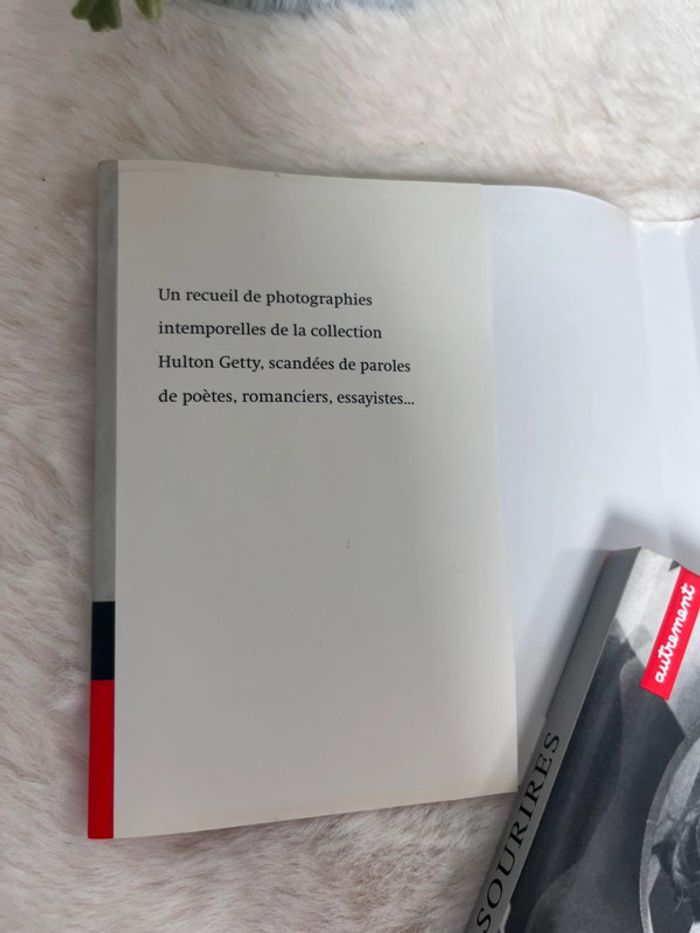 Un recueil de photographies
intemporelles de la collection
Hulton Getty, scandées de paroles
de poètes, romanciers, essayistes...
autrement
SOURIRES